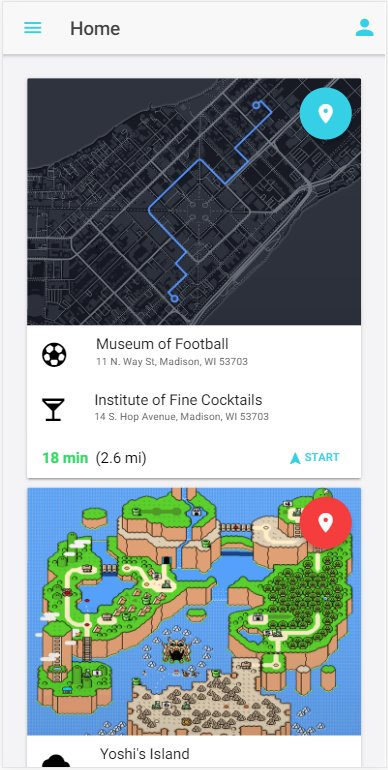 Home
Museum of Football
11 N. Way St, Madison, WI 53703
Institute of Fine Cocktails
14 S. Hop Avenue, Madison, WI 53703
18 min (2.6 mi) START
Yoshi's Island